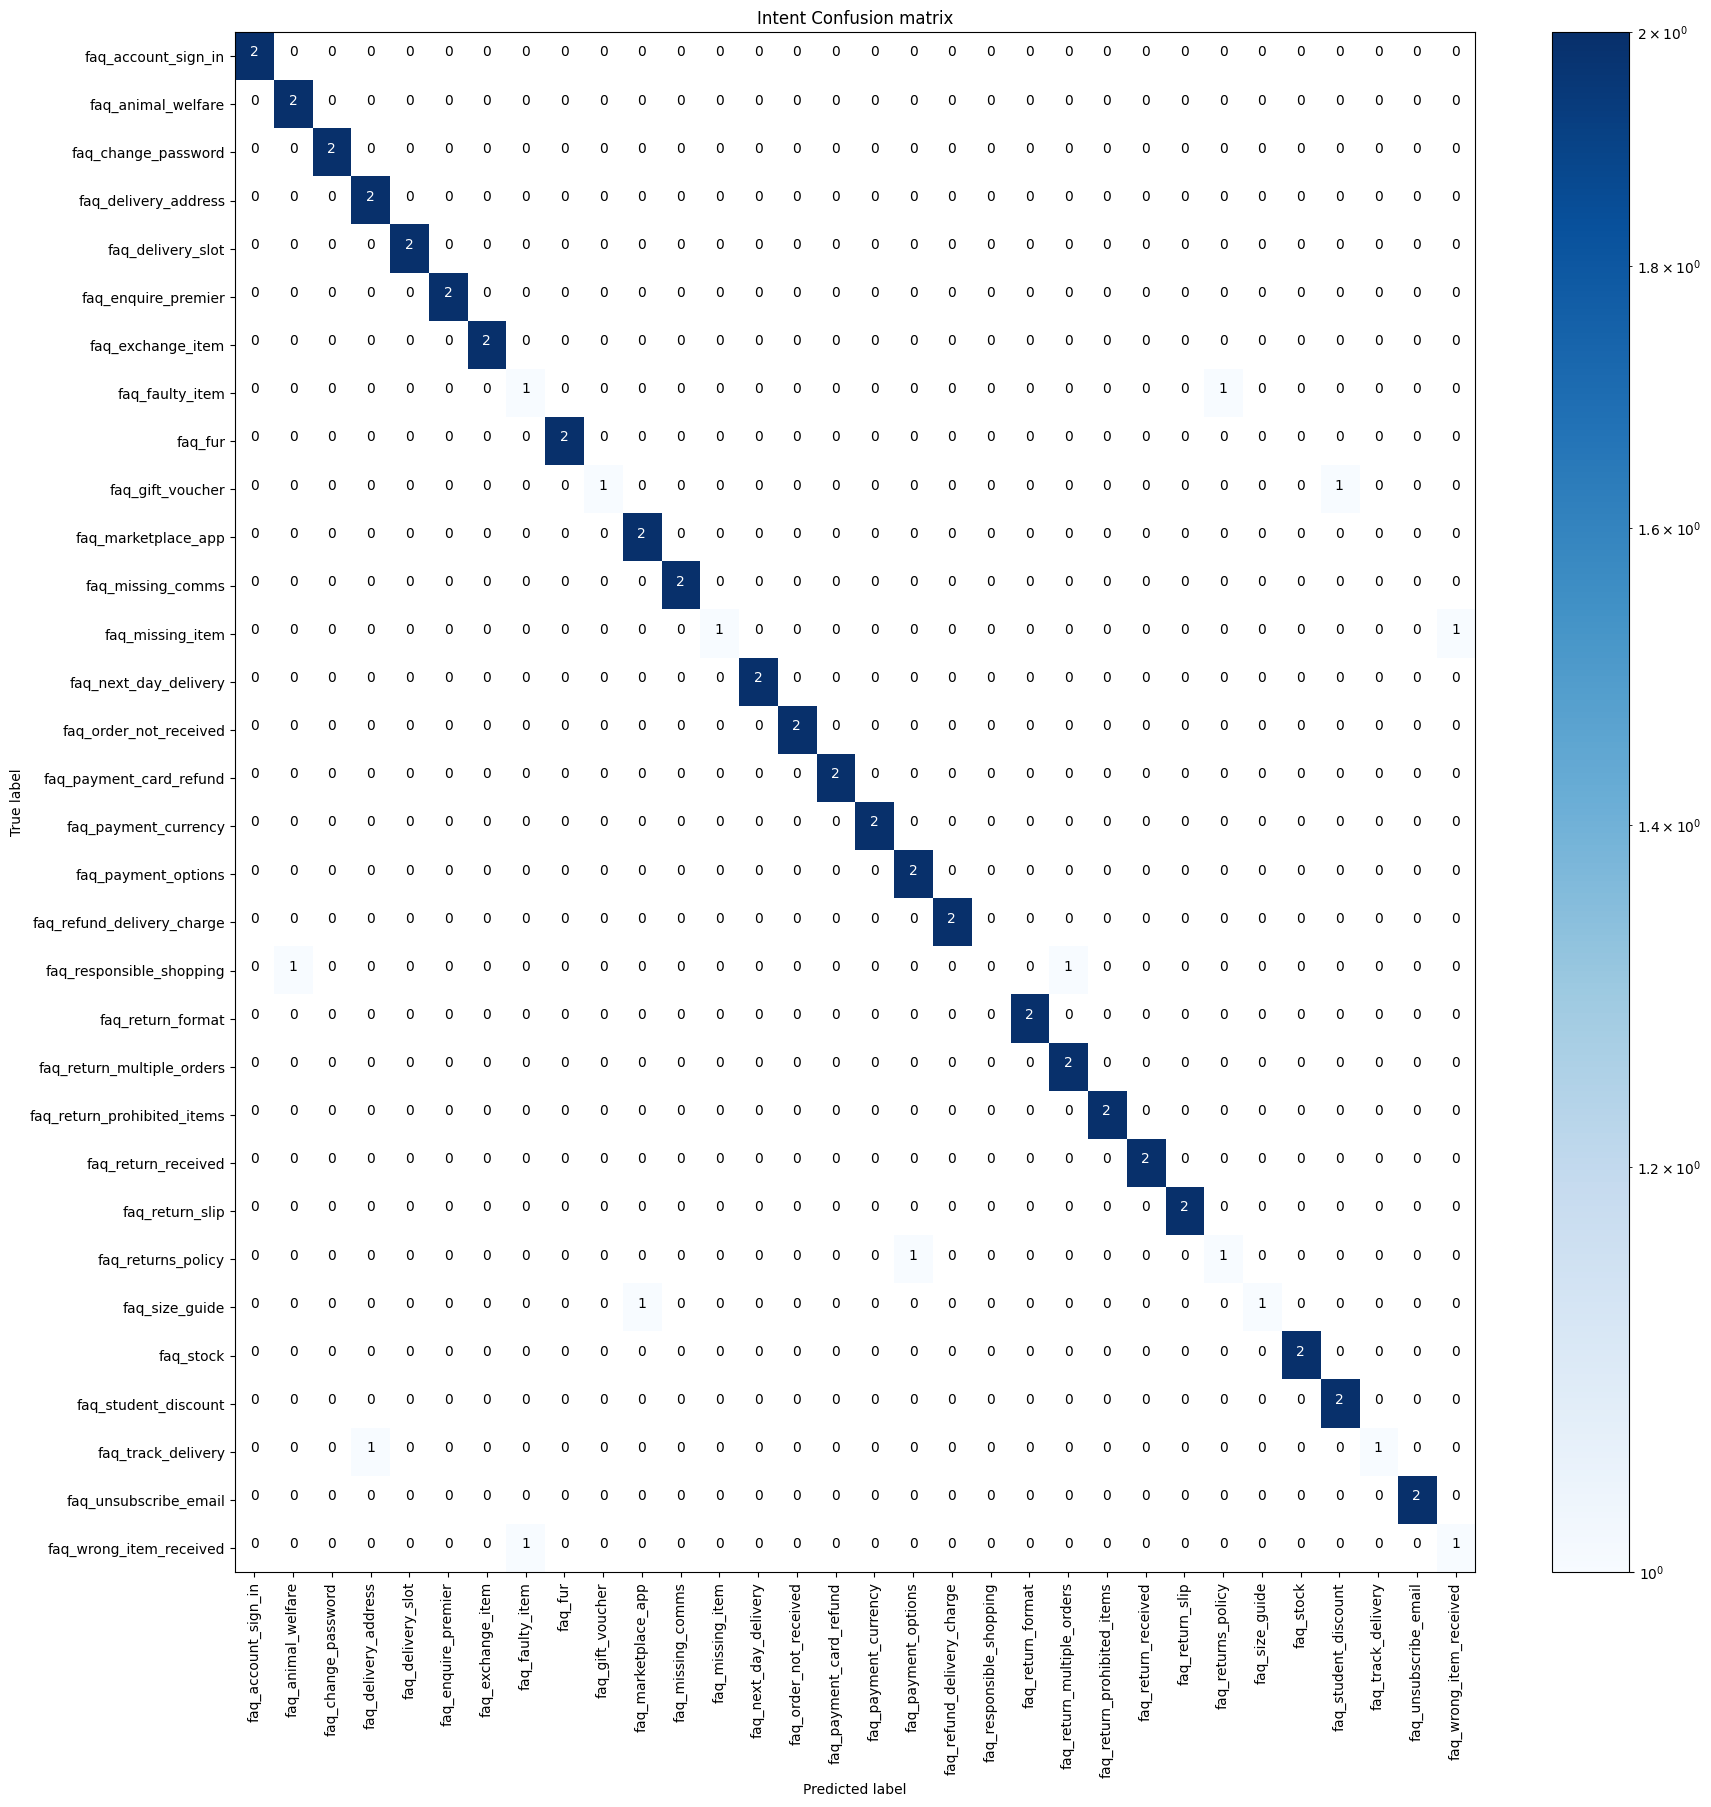 Intent Confusion matrix
faq_account_sign_in 2 0 0 0 0 0 0 0 0 0 0 0 0 0 0 0 0 0 0 0 0 0 0 0 0 0 0 0 0 0 0 0
faq_animal_welfare 0 2 0 0 0 0 0 0 0 0 0 0 0 0 0 0 0 0 0 0 0 0 0 0 0 0 0 0 0 0 0 0
faq_change_password 0 0 2 0 0 0 0 0 0 0 0 0 0 0 0 0 0 0 0 0 0 0 0 0 0 0 0 0 0 0 0 0
faq_delivery_address 0 0 0 2 0 0 0 0 0 0 0 0 0 0 0 0 0 0 0 0 0 0 0 0 0 0 0 0 0 0 0 0
faq_delivery_slot 0 0 0 0 2 0 0 0 0 0 0 0 0 0 0 0 0 0 0 0 0 0 0 0 0 0 0 0 0 0 0 0
faq_enquire_premier 0 0 0 0 0 2 0 0 0 0 0 0 0 0 0 0 0 0 0 0 0 0 0 0 0 0 0 0 0 0 0 0
faq_exchange_item 0 0 0 0 0 0 2 0 0 0 0 0 0 0 0 0 0 0 0 0 0 0 0 0 0 0 0 0 0 0 0 0
faq_faulty_item 0 0 0 0 0 0 0 1 0 0 0 0 0 0 0 0 0 0 0 0 0 0 0 0 0 1 0 0 0 0 0 0
faq_fur 0 0 0 0 0 0 0 0 2 0 0 0 0 0 0 0 0 0 0 0 0 0 0 0 0 0 0 0 0 0 0 0
faq_gift_voucher 0 0 0 0 0 0 0 0 0 1 0 0 0 0 0 0 0 0 0 0 0 0 0 0 0 0 0 0 1 0 0 0
faq_marketplace_app 0 0 0 0 0 0 0 0 0 0 2 0 0 0 0 0 0 0 0 0 0 0 0 0 0 0 0 0 0 0 0 0
faq_missing_comms 0 0 0 0 0 0 0 0 0 0 0 2 0 0 0 0 0 0 0 0 0 0 0 0 0 0 0 0 0 0 0 0
faq_missing_item 0 0 0 0 0 0 0 0 0 0 0 0 1 0 0 0 0 0 0 0 0 0 0 0 0 0 0 0 0 0 0 1
faq_next_day_delivery 0 0 0 0 0 0 0 0 0 0 0 0 0 2 0 0 0 0 0 0 0 0 0 0 0 0 0 0 0 0 0 0
faq_order_not_received 0 0 0 0 0 0 0 0 0 0 0 0 0 0 2 0 0 0 0 0 0 0 0 0 0 0 0 0 0 0 0 0
faq_payment_card_refund 0 0 0 0 0 0 0 0 0 0 0 0 0 0 0 2 0 0 0 0 0 0 0 0 0 0 0 0 0 0 0 0
faq_payment_currency 0 0 0 0 0 0 0 0 0 0 0 0 0 0 0 0 2 0 0 0 0 0 0 0 0 0 0 0 0 0 0 0
faq_payment_options 0 0 0 0 0 0 0 0 0 0 0 0 0 0 0 0 0 2 0 0 0 0 0 0 0 0 0 0 0 0 0 0
faq_refund_delivery_charge 0 0 0 0 0 0 0 0 0 0 0 0 0 0 0 0 0 0 2 0 0 0 0 0 0 0 0 0 0 0 0 0
faq_responsible_shopping 0 1 0 0 0 0 0 0 0 0 0 0 0 0 0 0 0 0 0 0 0 1 0 0 0 0 0 0 0 0 0 0
faq_return_format 0 0 0 0 0 0 0 0 0 0 0 0 0 0 0 0 0 0 0 0 2 0 0 0 0 0 0 0 0 0 0 0
faq_return_multiple_orders 0 0 0 0 0 0 0 0 0 0 0 0 0 0 0 0 0 0 0 0 0 2 0 0 0 0 0 0 0 0 0 0
faq_return_prohibited_items 0 0 0 0 0 0 0 0 0 0 0 0 0 0 0 0 0 0 0 0 0 0 2 0 0 0 0 0 0 0 0 0
faq_return_received 0 0 0 0 0 0 0 0 0 0 0 0 0 0 0 0 0 0 0 0 0 0 0 2 0 0 0 0 0 0 0 0
faq_return_slip 0 0 0 0 0 0 0 0 0 0 0 0 0 0 0 0 0 0 0 0 0 0 0 0 2 0 0 0 0 0 0 0
faq_returns_policy 0 0 0 0 0 0 0 0 0 0 0 0 0 0 0 0 0 1 0 0 0 0 0 0 0 1 0 0 0 0 0 0
faq_size_guide 0 0 0 0 0 0 0 0 0 0 1 0 0 0 0 0 0 0 0 0 0 0 0 0 0 0 1 0 0 0 0 0
faq_stock 0 0 0 0 0 0 0 0 0 0 0 0 0 0 0 0 0 0 0 0 0 0 0 0 0 0 0 2 0 0 0 0
faq_student_discount 0 0 0 0 0 0 0 0 0 0 0 0 0 0 0 0 0 0 0 0 0 0 0 0 0 0 0 0 2 0 0 0
faq_track_delivery 0 0 0 1 0 0 0 0 0 0 0 0 0 0 0 0 0 0 0 0 0 0 0 0 0 0 0 0 0 1 0 0
faq_unsubscribe_email 0 0 0 0 0 0 0 0 0 0 0 0 0 0 0 0 0 0 0 0 0 0 0 0 0 0 0 0 0 0 2 0
faq_wrong_item_received 0 0 0 0 0 0 0 1 0 0 0 0 0 0 0 0 0 0 0 0 0 0 0 0 0 0 0 0 0 0 0 1
True label
faq_account_sign_in
faq_animal_welfare
faq_change_password
faq_delivery_address
faq_delivery_slot
faq_enquire_premier
faq_exchange_item
faq_faulty_item
faq_fur
faq_gift_voucher
faq_marketplace_app
faq_missing_comms
faq_missing_item
faq_next_day_delivery
faq_order_not_received
faq_payment_card_refund
faq_payment_currency
faq_payment_options
faq_refund_delivery_charge
faq_responsible_shopping
faq_return_format
faq_return_multiple_orders
faq_return_prohibited_items
faq_return_received
faq_return_slip
faq_returns_policy
faq_size_guide
faq_stock
faq_student_discount
faq_track_delivery
faq_unsubscribe_email
faq_wrong_item_received
Predicted label
2 × 10⁰
1.8 × 10⁰
1.6 × 10⁰
1.4 × 10⁰
1.2 × 10⁰
10⁰